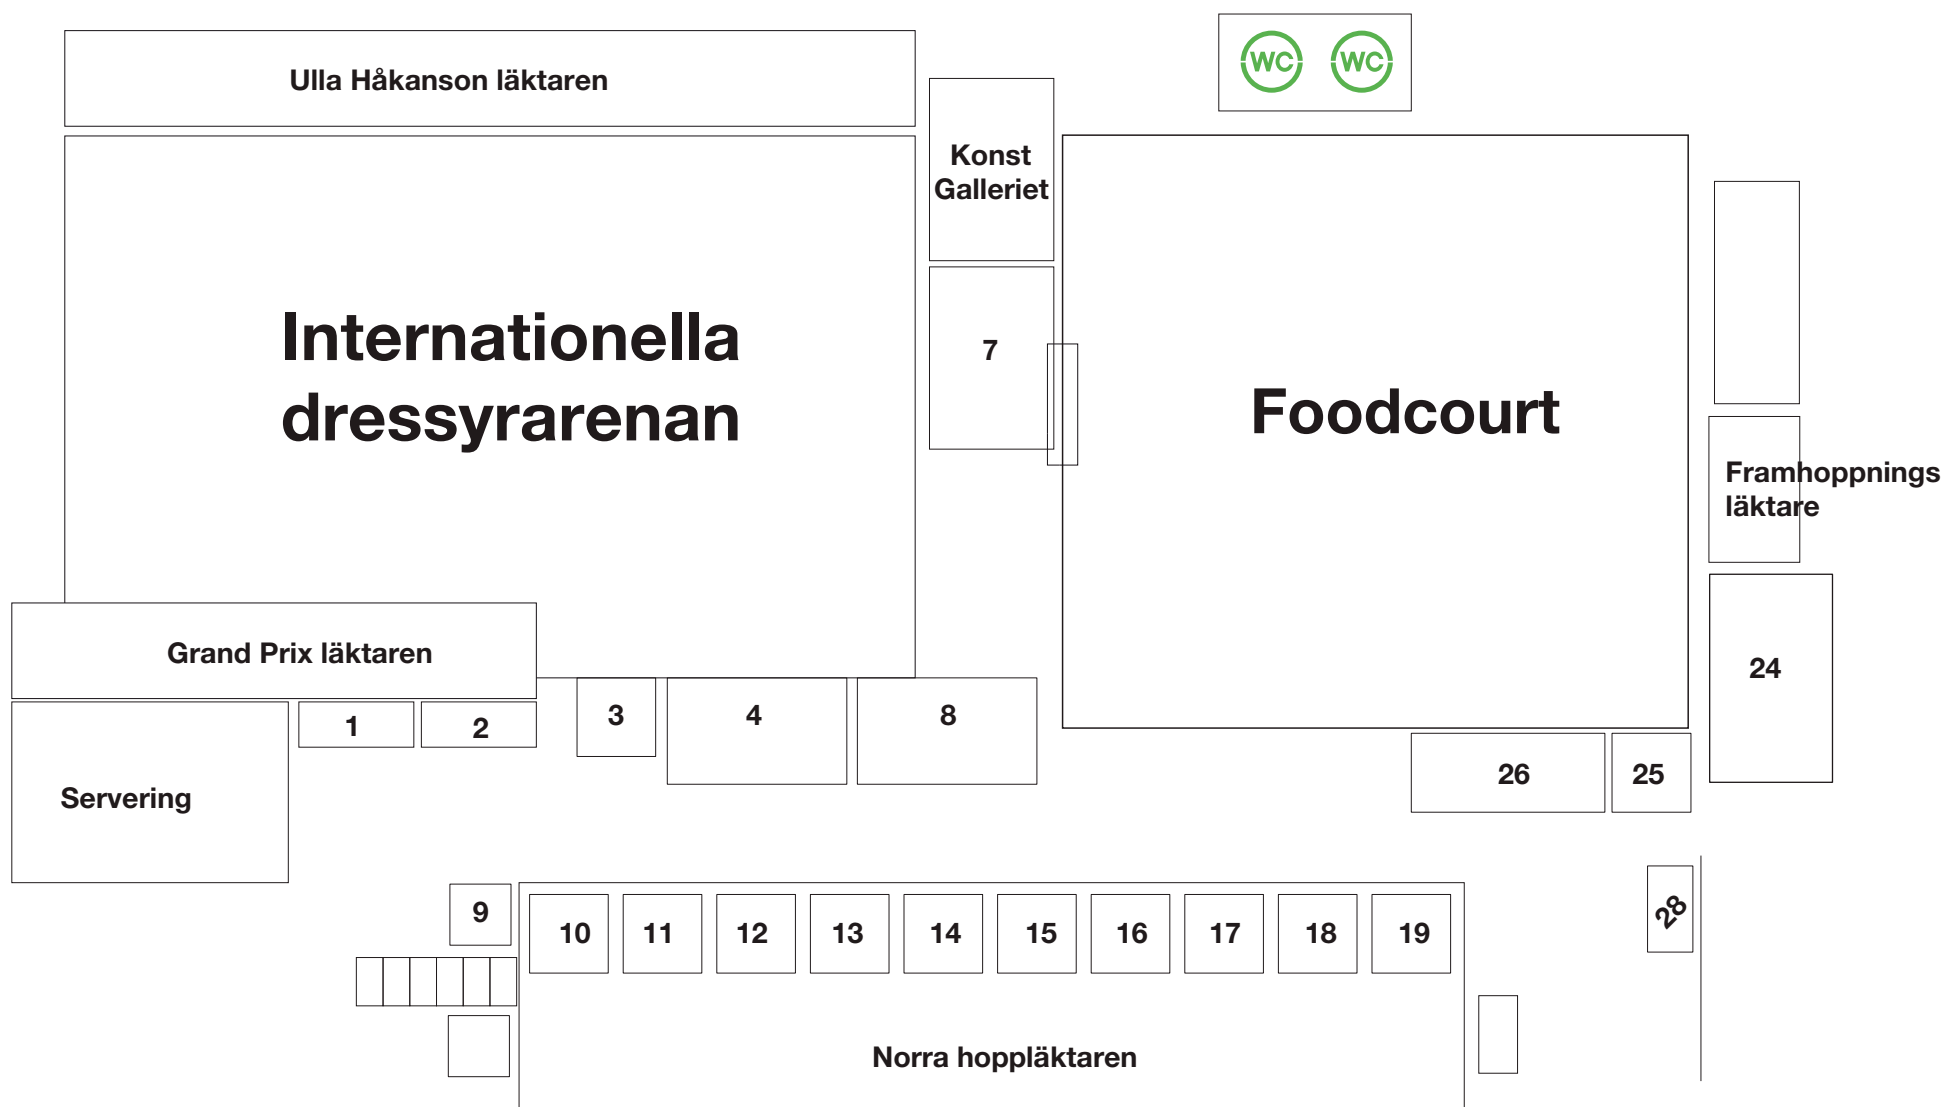 WC WC
Ulla Håkanson läktaren
Konst
Galleriet
Internationella
dressyrarenan
7
Foodcourt
Framhoppnings
läktare
Grand Prix läktaren
24
1 2 3 4 8
26 25
Servering
9 10 11 12 13 14 15 16 17 18 19
28
Norra hoppläktaren